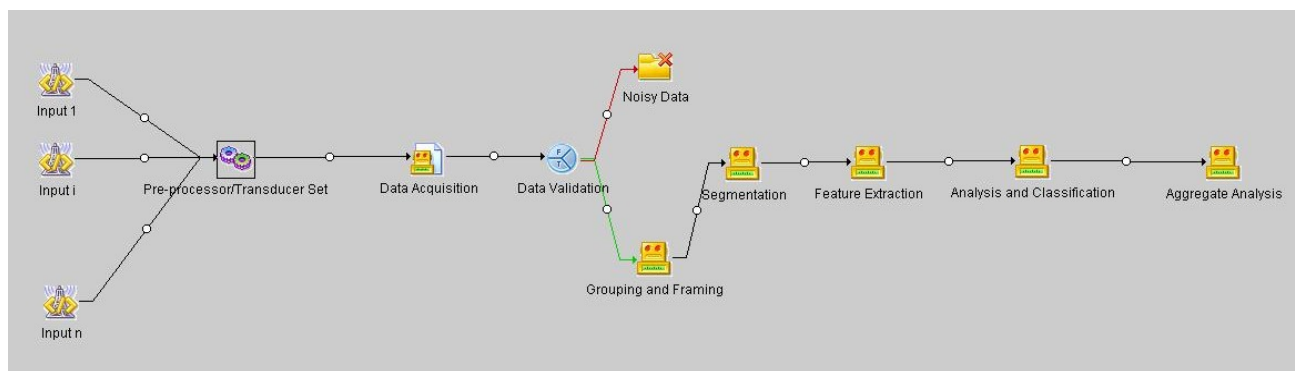 Input 1
Input i
Input n
Pre-processor/Transducer Set
Data Acquisition
F
T
Data Validation
Noisy Data
Grouping and Framing
Segmentation
Feature Extraction
Analysis and Classification
Aggregate Analysis